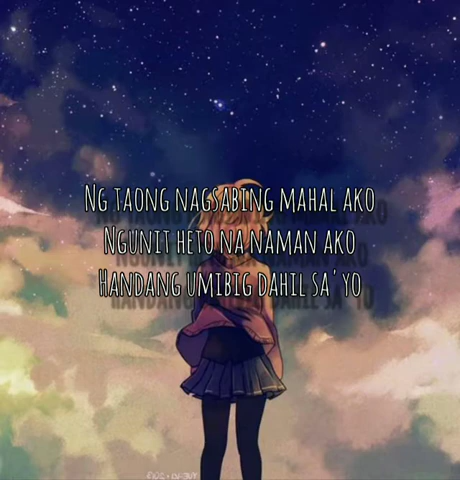 Ng taong nagsabing mahal ako
Ngunit heto na naman ako
Handang umibig dahil sa'yo